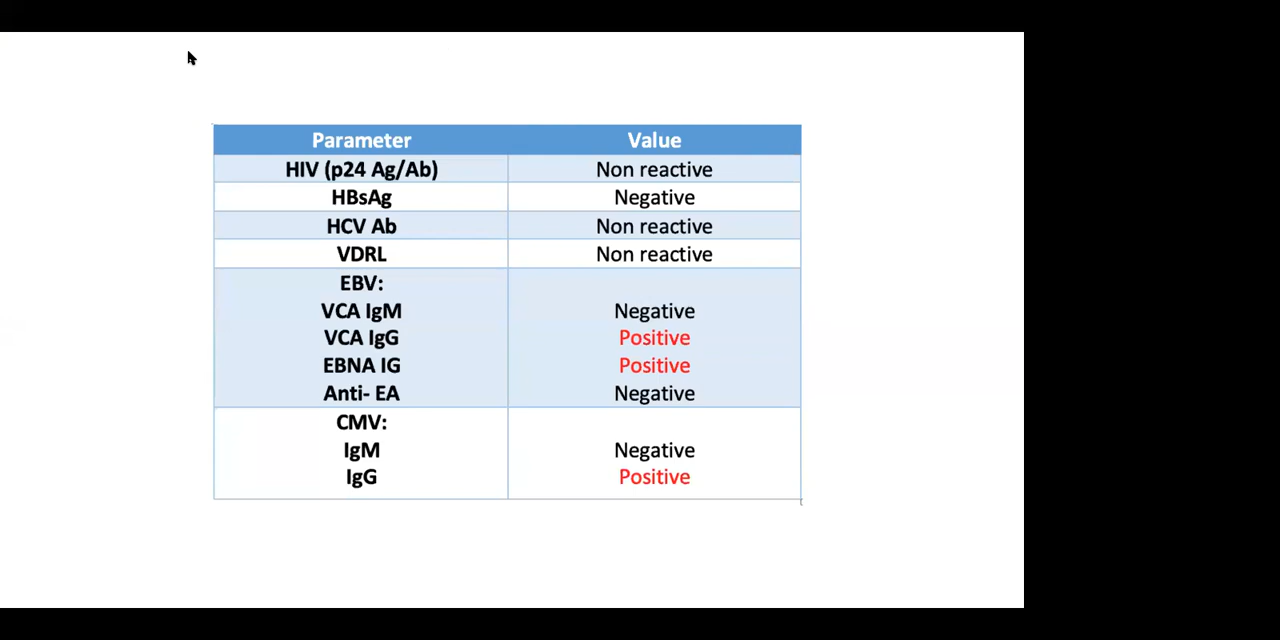 Parameter Value
HIV (p24 Ag/Ab) Non reactive
HBsAg Negative
HCV Ab Non reactive
VDRL Non reactive
EBV:
VCA IgM Negative
VCA IgG Positive
EBNA IG Positive
Anti- EA Negative
CMV:
IgM Negative
IgG Positive